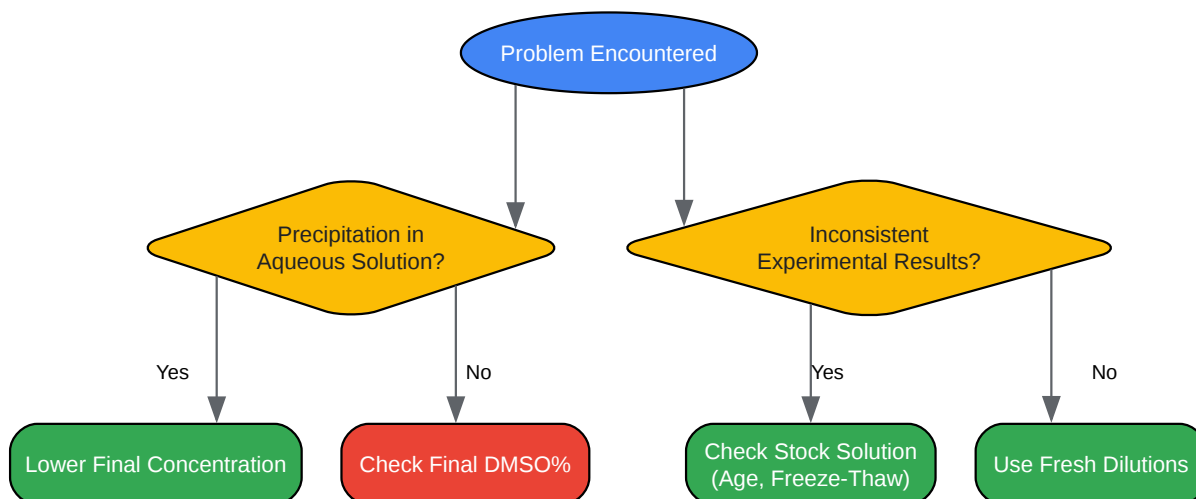 Problem Encountered
Precipitation in
Aqueous Solution?
Inconsistent
Experimental Results?
Yes
No
Yes
No
Lower Final Concentration
Check Final DMSO%
Check Stock Solution
(Age, Freeze-Thaw)
Use Fresh Dilutions